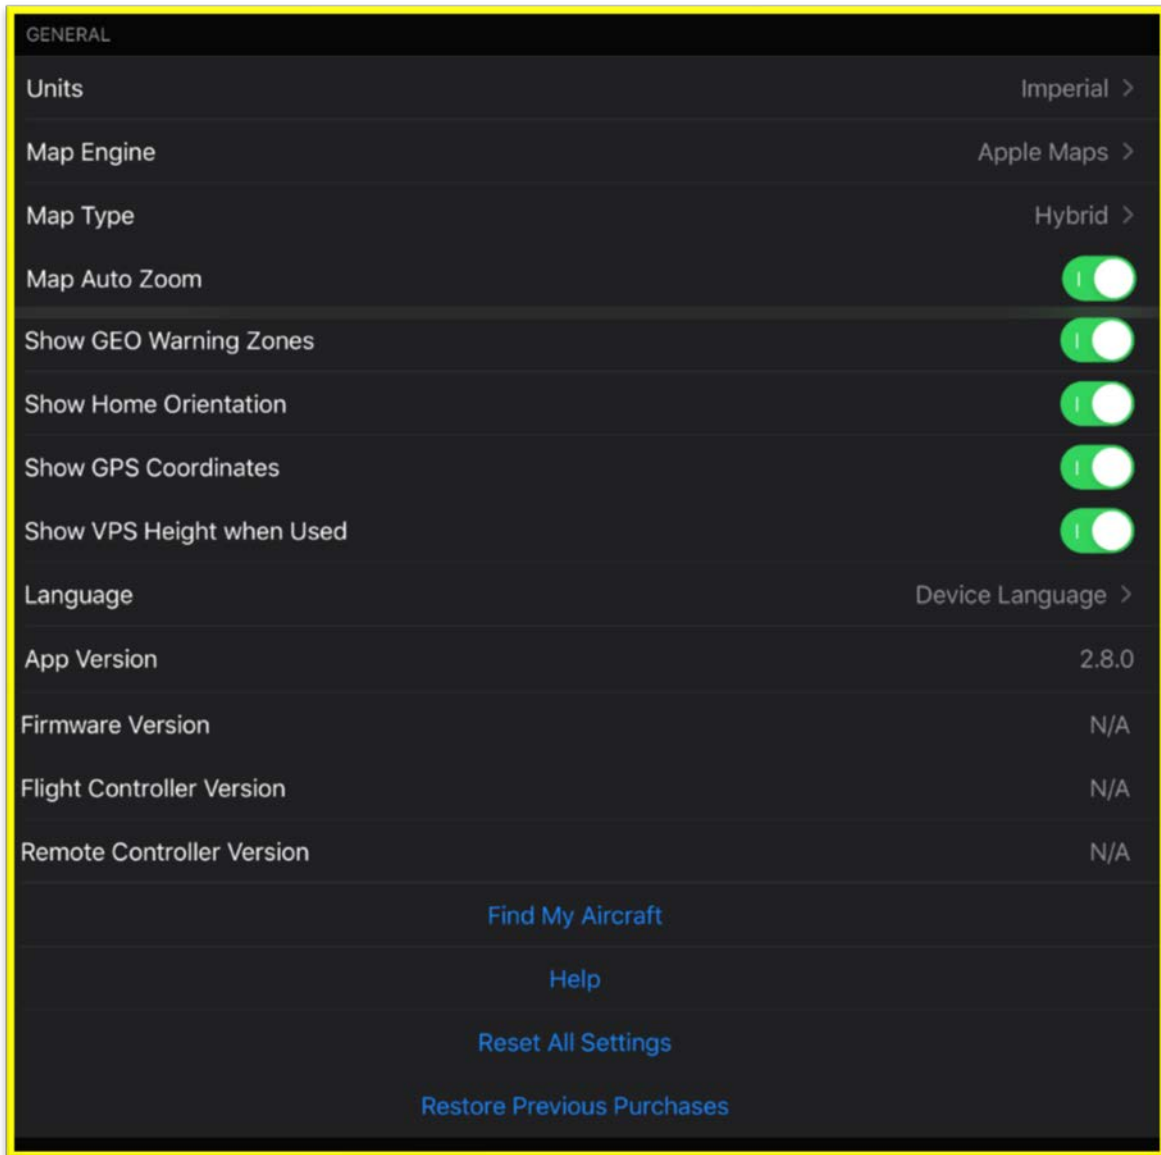 GENERAL
Units Imperial
Map Engine Apple Maps
Map Type Hybrid
Map Auto Zoom
Show GEO Warning Zones
Show Home Orientation
Show GPS Coordinates
Show VPS Height when Used
Language Device Language
App Version 2.8.0
Firmware Version N/A
Flight Controller Version N/A
Remote Controller Version N/A
Find My Aircraft
Help
Reset All Settings
Restore Previous Purchases